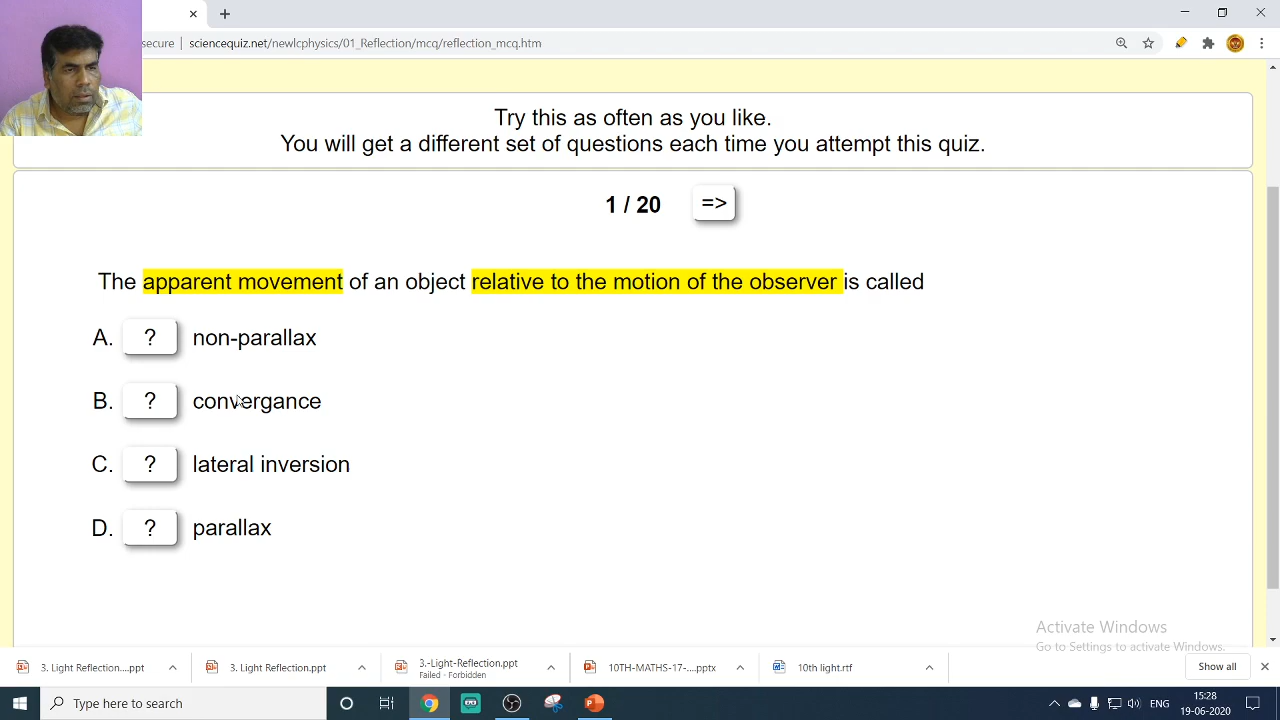 secure | sciencequiz.net/newlcphysics/01_Reflection/mcq/reflection_mcq.htm
Try this as often as you like.
You will get a different set of questions each time you attempt this quiz.
1 / 20 =>
The apparent movement of an object relative to the motion of the observer is called
A. ? non-parallax
B. ? convergance
C. ? lateral inversion
D. ? parallax
Activate Windows
Go to Settings to activate Windows.
3. Light Reflection....ppt
3. Light Reflection.ppt
3.-Light-Reflection.ppt
Failed - Forbidden
10TH-MATHS-17-....pptx
10th light.rtf
Show all
Type here to search
ENG
15:28
19-06-2020